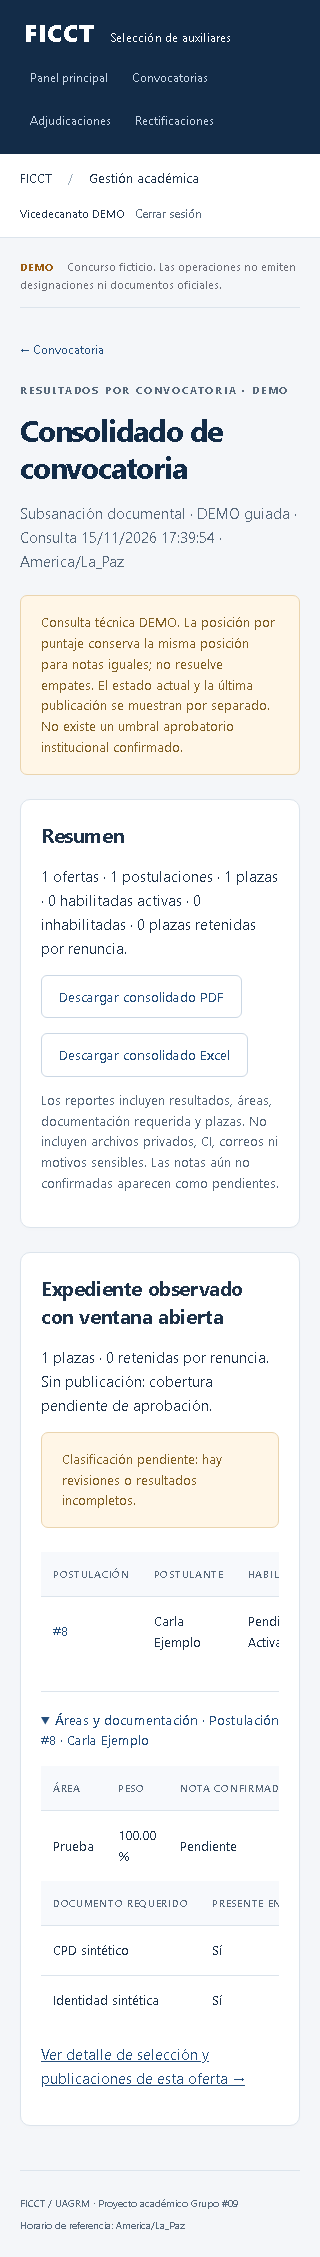 FICCT Selección de auxiliares
Panel principal Convocatorias
Adjudicaciones Rectificaciones
FICCT / Gestión académica
Vicedecanato DEMO Cerrar sesión
DEMO Concurso ficticio. Las operaciones no emiten
designaciones ni documentos oficiales.
← Convocatoria
RESULTADOS POR CONVOCATORIA · DEMO
Consolidado de
convocatoria
Subsanación documental · DEMO guiada ·
Consulta 15/11/2026 17:39:54 ·
America/La_Paz
Consulta técnica DEMO. La posición por
puntaje conserva la misma posición
para notas iguales; no resuelve
empates. El estado actual y la última
publicación se muestran por separado.
No existe un umbral aprobatorio
institucional confirmado.
Resumen
1 ofertas · 1 postulaciones · 1 plazas
· 0 habilitadas activas · 0
inhabilitadas · 0 plazas retenidas
por renuncia.
Descargar consolidado PDF
Descargar consolidado Excel
Los reportes incluyen resultados, áreas,
documentación requerida y plazas. No
incluyen archivos privados, CI, correos ni
motivos sensibles. Las notas aún no
confirmadas aparecen como pendientes.
Expediente observado
con ventana abierta
1 plazas · 0 retenidas por renuncia.
Sin publicación: cobertura
pendiente de aprobación.
Clasificación pendiente: hay
revisiones o resultados
incompletos.
POSTULACIÓN POSTULANTE HABIL
#8 Carla Ejemplo Pendi Activa
▼ Áreas y documentación · Postulación
#8 · Carla Ejemplo
ÁREA PESO NOTA CONFIRMAD
Prueba 100.00 % Pendiente
DOCUMENTO REQUERIDO PRESENTE EN
CPD sintético Sí
Identidad sintética Sí
Ver detalle de selección y
publicaciones de esta oferta →
FICCT / UAGRM · Proyecto académico Grupo #09
Horario de referencia: America/La_Paz